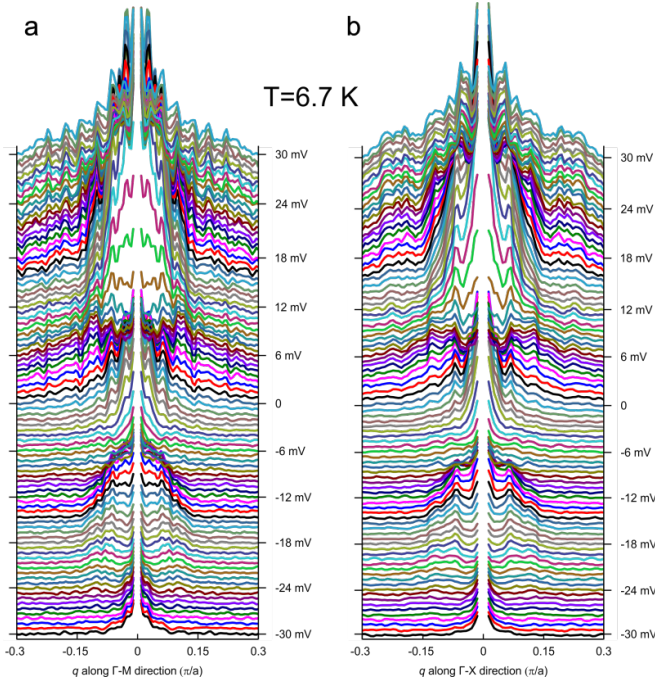 a
b
T=6.7 K
30 mV
24 mV
18 mV
12 mV
6 mV
0
-6 mV
-12 mV
-18 mV
-24 mV
-30 mV
-0.3 -0.15 0 0.15 0.3
q along Γ-M direction (π/a)
30 mV
24 mV
18 mV
12 mV
6 mV
0
-6 mV
-12 mV
-18 mV
-24 mV
-30 mV
-0.3 -0.15 0 0.15 0.3
q along Γ-X direction (π/a)